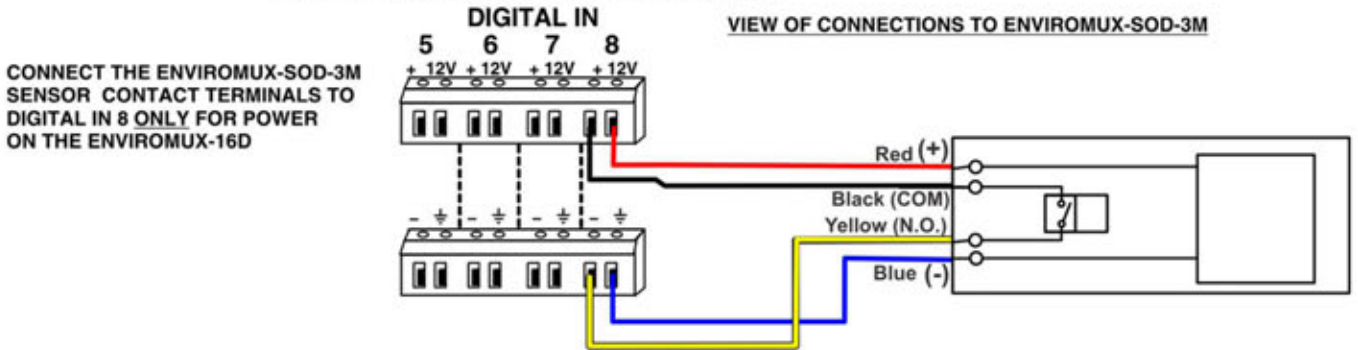 DIGITAL IN
VIEW OF CONNECTIONS TO ENVIROMUX-SOD-3M
5 6 7 8
+ 12V + 12V + 12V + 12V
CONNECT THE ENVIROMUX-SOD-3M
SENSOR CONTACT TERMINALS TO
DIGITAL IN 8 ONLY FOR POWER
ON THE ENVIROMUX-16D
Red (+)
Black (COM)
Yellow (N.O.)
Blue (-)
- - - -